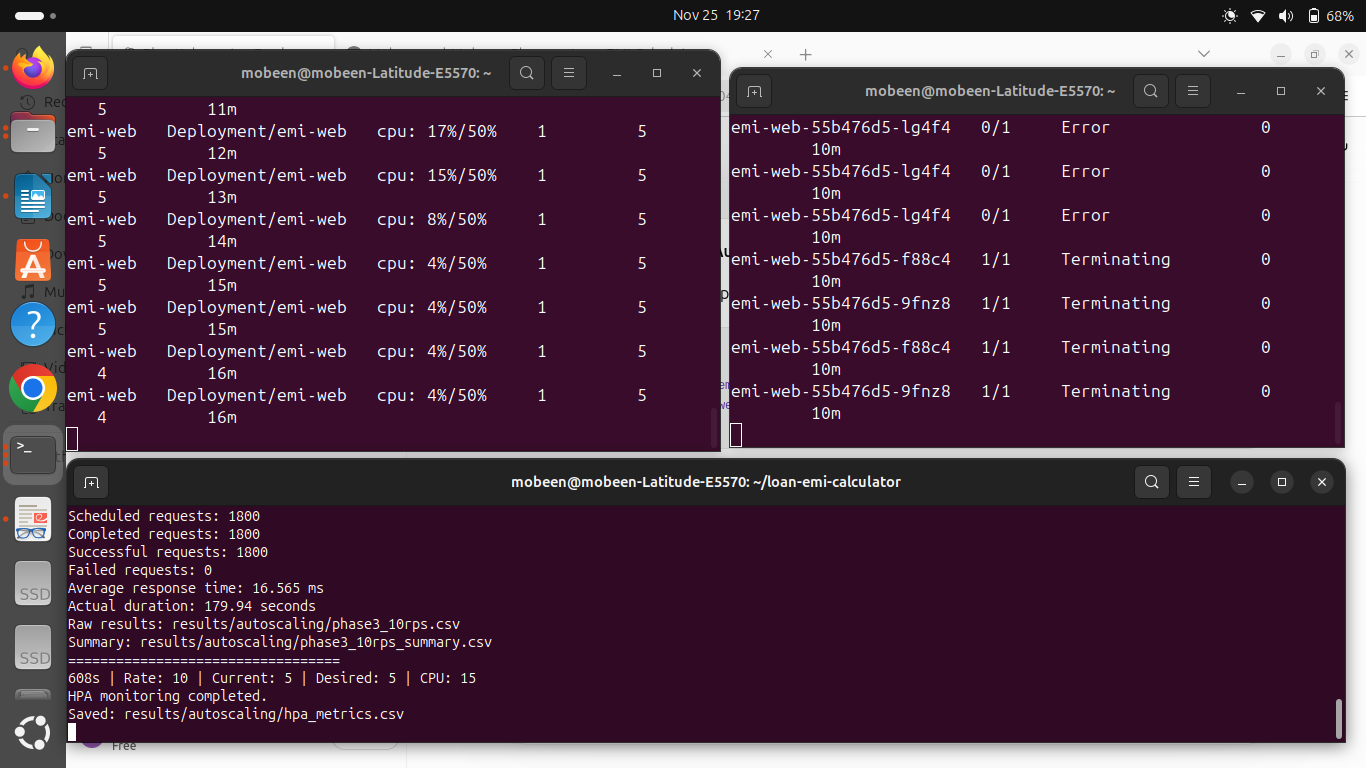 Nov 25 19:27
68%
mobeen@mobeen-Latitude-E5570: ~
5 11m
emi-web Deployment/emi-web cpu: 17%/50% 1 5
5 12m
emi-web Deployment/emi-web cpu: 15%/50% 1 5
5 13m
emi-web Deployment/emi-web cpu: 8%/50% 1 5
5 14m
emi-web Deployment/emi-web cpu: 4%/50% 1 5
5 15m
emi-web Deployment/emi-web cpu: 4%/50% 1 5
5 15m
emi-web Deployment/emi-web cpu: 4%/50% 1 5
4 16m
emi-web Deployment/emi-web cpu: 4%/50% 1 5
4 16m
mobeen@mobeen-Latitude-E5570: ~
emi-web-55b476d5-lg4f4 0/1 Error 0
10m
emi-web-55b476d5-lg4f4 0/1 Error 0
10m
emi-web-55b476d5-lg4f4 0/1 Error 0
10m
emi-web-55b476d5-f88c4 1/1 Terminating 0
10m
emi-web-55b476d5-9fnz8 1/1 Terminating 0
10m
emi-web-55b476d5-f88c4 1/1 Terminating 0
10m
emi-web-55b476d5-9fnz8 1/1 Terminating 0
10m
mobeen@mobeen-Latitude-E5570: ~/loan-emi-calculator
Scheduled requests: 1800
Completed requests: 1800
Successful requests: 1800
Failed requests: 0
Average response time: 16.565 ms
Actual duration: 179.94 seconds
Raw results: results/autoscaling/phase3_10rps.csv
Summary: results/autoscaling/phase3_10rps_summary.csv
==================================
608s | Rate: 10 | Current: 5 | Desired: 5 | CPU: 15
HPA monitoring completed.
Saved: results/autoscaling/hpa_metrics.csv
Free
SSD
SSD